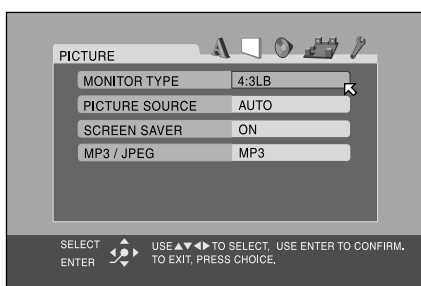 PICTURE
MONITOR TYPE 4:3LB
PICTURE SOURCE AUTO
SCREEN SAVER ON
MP3 / JPEG MP3
SELECT USE▲▼◀▶TO SELECT, USE ENTER TO CONFIRM.
ENTER TO EXIT, PRESS CHOICE.